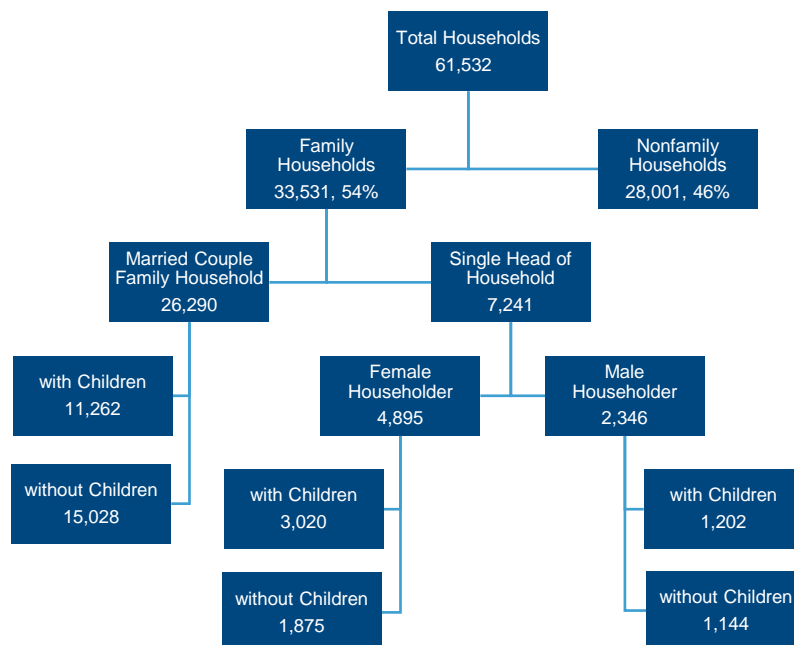 Total Households
61,532
Family
Households
33,531, 54%
Nonfamily
Households
28,001, 46%
Married Couple
Family Household
26,290
Single Head of
Household
7,241
with Children
11,262
without Children
15,028
Female
Householder
4,895
Male
Householder
2,346
with Children
3,020
without Children
1,875
with Children
1,202
without Children
1,144